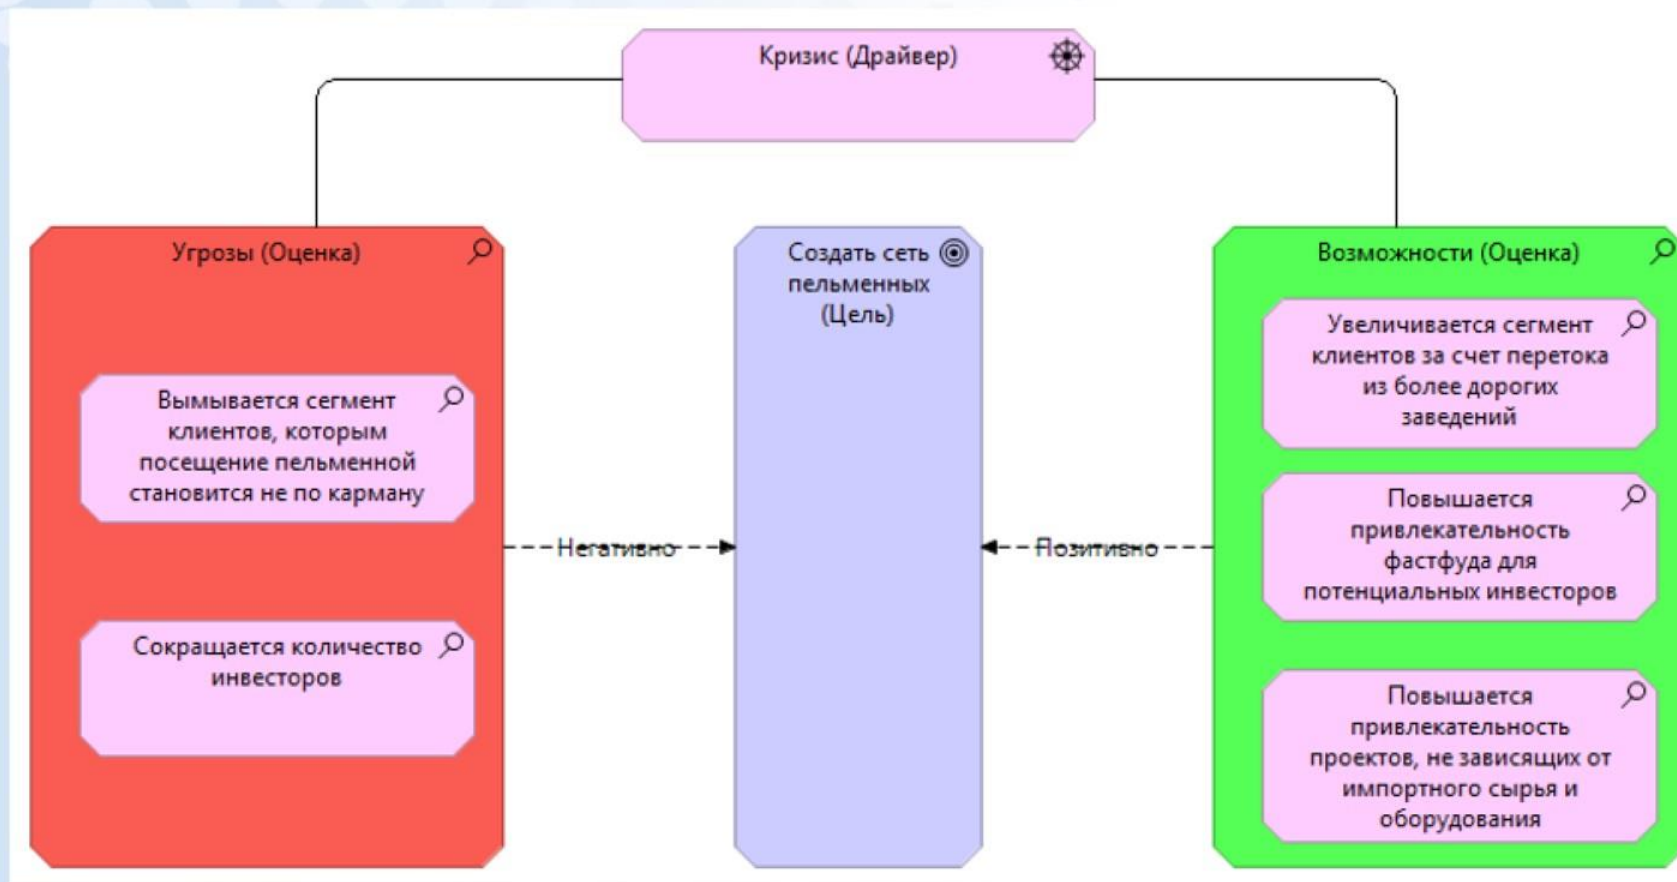 Кризис (Драйвер)
Угрозы (Оценка)
Вымывается сегмент
клиентов, которым
посещение пельменной
становится не по карману
Сокращается количество
инвесторов
Негативно
Создать сеть
пельменных
(Цель)
Позитивно
Возможности (Оценка)
Увеличивается сегмент
клиентов за счет перетока
из более дорогих
заведений
Повышается
привлекательность
фастфуда для
потенциальных инвесторов
Повышается
привлекательность
проектов, не зависящих от
импортного сырья и
оборудования